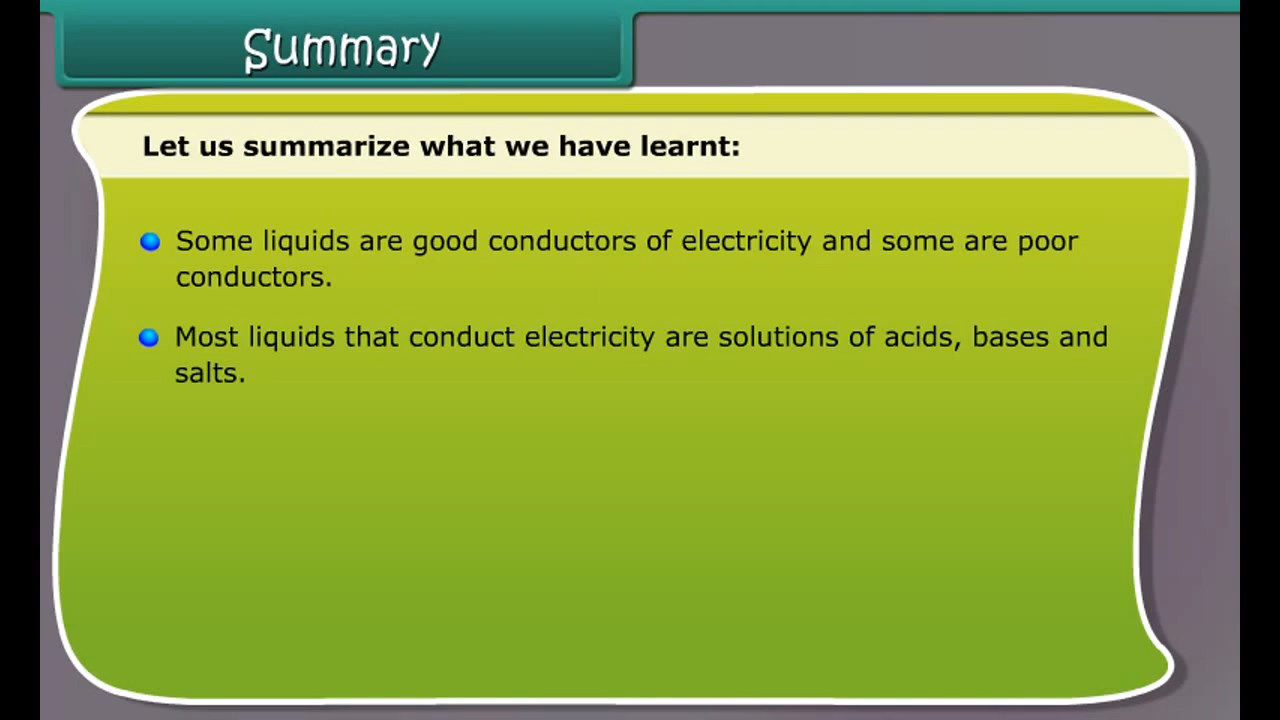 Summary
Let us summarize what we have learnt:
Some liquids are good conductors of electricity and some are poor
conductors.
Most liquids that conduct electricity are solutions of acids, bases and
salts.